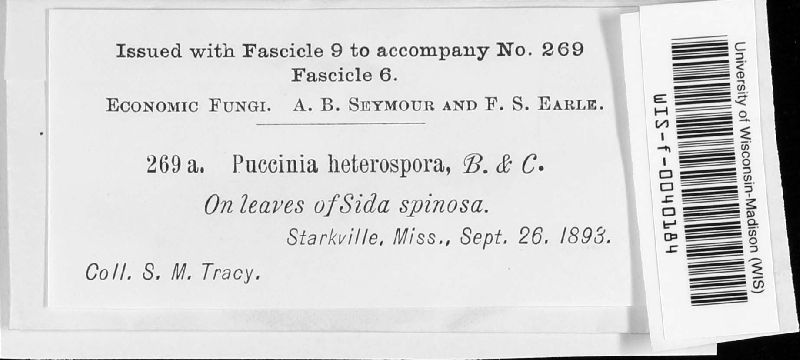 Issued with Fascicle 9 to accompany No. 269
Fascicle 6.
Economic Fungi. A. B. Seymour and F. S. Earle.
269 a. Puccinia heterospora, B. & C.
On leaves of Sida spinosa.
Starkville, Miss., Sept. 26, 1893.
Coll. S. M. Tracy.
University of Wisconsin-Madison (WIS)
WIS-f-0040184